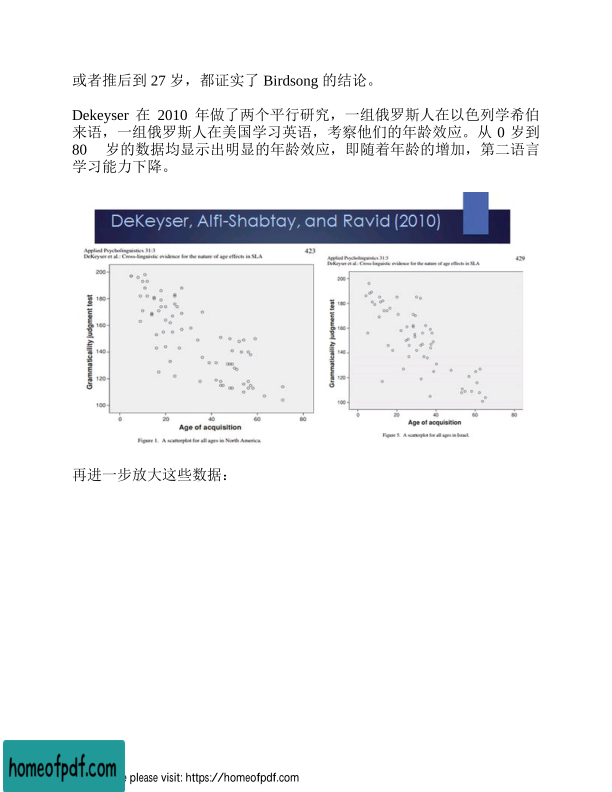 或者推后到 27 岁，都证实了 Birdsong 的结论。
Dekeyser 在 2010 年做了两个平行研究，一组俄罗斯人在以色列学希伯
来语，一组俄罗斯人在美国学习英语，考察他们的年龄效应。从 0 岁到
80 岁的数据均显示出明显的年龄效应，即随着年龄的增加，第二语言
学习能力下降。
DeKeyser, Alfi-Shabtay, and Ravid (2010)
Applied Psycholinguistics 31:3 423
DeKeyser et al.: Cross-linguistic evidence for the nature of age effects in SLA
Grammaticality judgment test
200
180
160
140
120
100
0 20 40 60 80
Age of acquisition
Figure 1. A scatterplot for all ages in North America.
Applied Psycholinguistics 31:3 429
DeKeyser et al.: Cross-linguistic evidence for the nature of age effects in SLA
Grammaticality judgment test
200
180
160
140
120
100
0 20 40 60 80
Age of acquisition
Figure 5. A scatterplot for all ages in Israel.
再进一步放大这些数据：
homeofpdf.com
please visit: https://homeofpdf.com